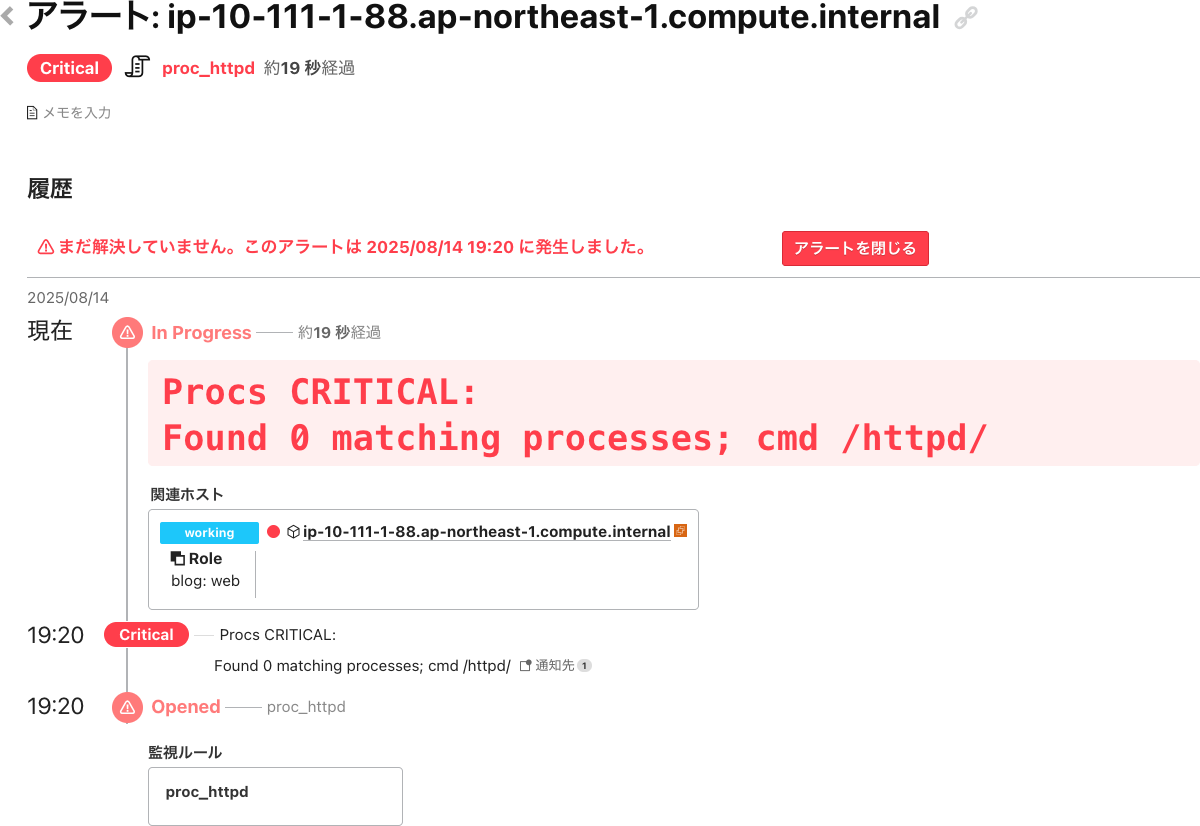 アラート: ip-10-111-1-88.ap-northeast-1.compute.internal
Critical proc_httpd 約19 秒経過
メモを入力
履歴
まだ解決していません。このアラートは 2025/08/14 19:20 に発生しました。 アラートを閉じる
2025/08/14
現在 In Progress 約19 秒経過
Procs CRITICAL:
Found 0 matching processes; cmd /httpd/
関連ホスト
working ip-10-111-1-88.ap-northeast-1.compute.internal
Role
blog: web
19:20 Critical Procs CRITICAL:
Found 0 matching processes; cmd /httpd/ 通知先 1
19:20 Opened proc_httpd
監視ルール
proc_httpd